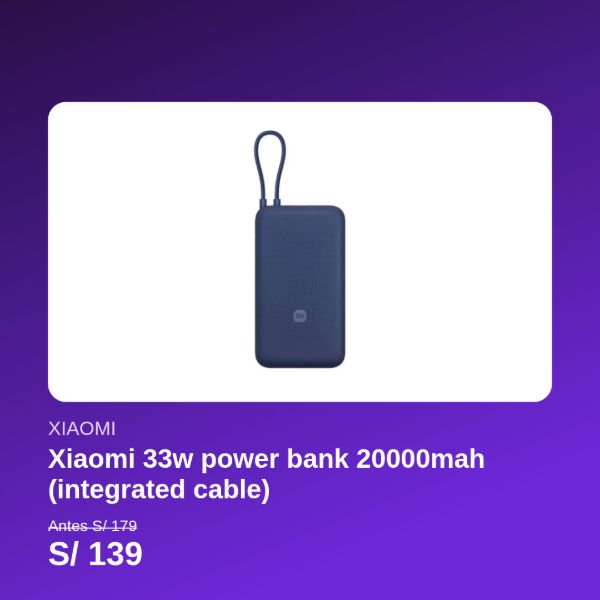 XIAOMI
Xiaomi 33w power bank 20000mah
(integrated cable)
Antes S/ 179
S/ 139